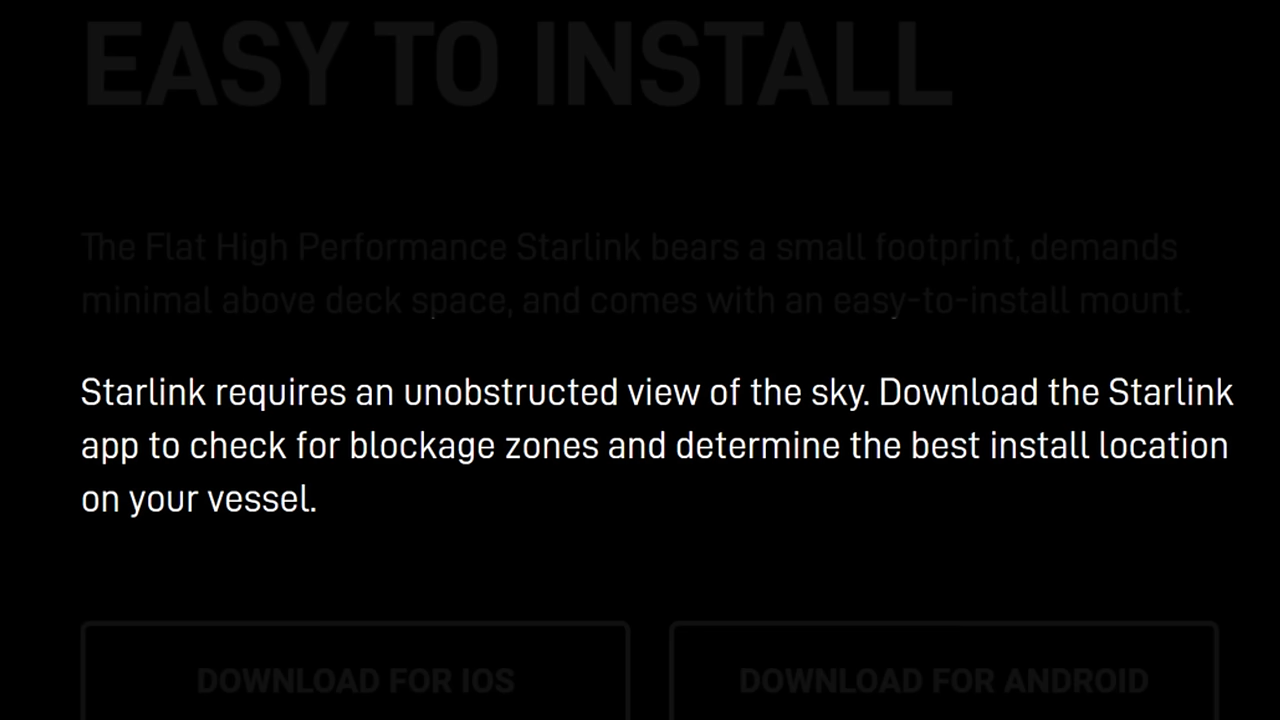 EASY TO INSTALL
The Flat High Performance Starlink bears a small footprint, demands
minimal above deck space, and comes with an easy-to-install mount.
Starlink requires an unobstructed view of the sky. Download the Starlink
app to check for blockage zones and determine the best install location
on your vessel.
DOWNLOAD FOR IOS
DOWNLOAD FOR ANDROID